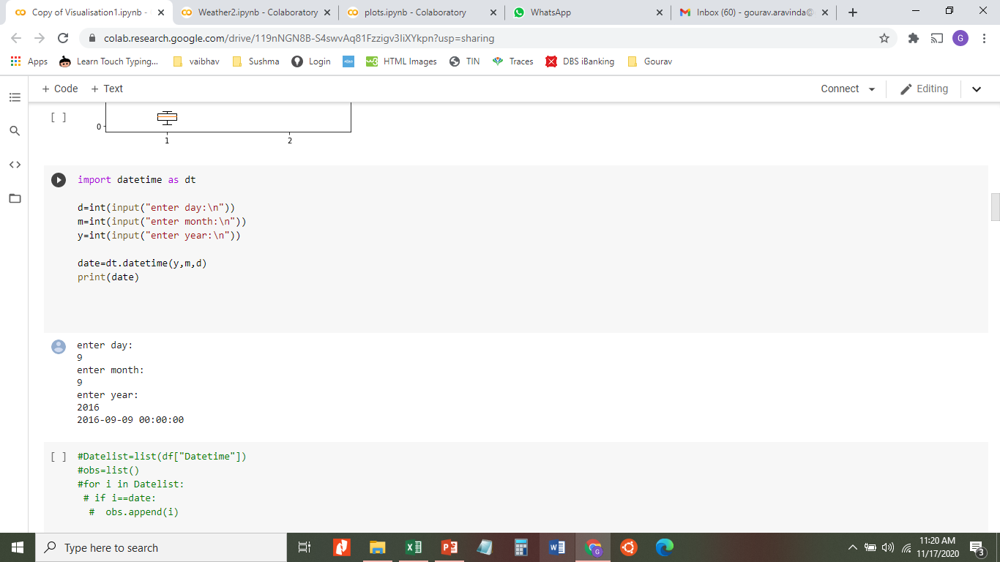 Copy of Visualisation1.ipynb -
Weather2.ipynb - Colaboratory
plots.ipynb - Colaboratory
WhatsApp
Inbox (60) - gourav.aravinda@
colab.research.google.com/drive/119nNGN8B-S4swvAq81Fzzigv3IiXYkpn?usp=sharing
G
Apps
Learn Touch Typing...
vaibhav
Sushma
Login
HTML Images
TIN
Traces
DBS iBanking
Gourav
+ Code + Text
Connect
Editing
[ ]
0
1 2
import datetime as dt
d=int(input("enter day:\n"))
m=int(input("enter month:\n"))
y=int(input("enter year:\n"))
date=dt.datetime(y,m,d)
print(date)
enter day:
9
enter month:
9
enter year:
2016
2016-09-09 00:00:00
[ ] #Datelist=list(df["Datetime"])
#obs=list()
#for i in Datelist:
# if i==date:
# obs.append(i)
Type here to search
11:20 AM
11/17/2020
3